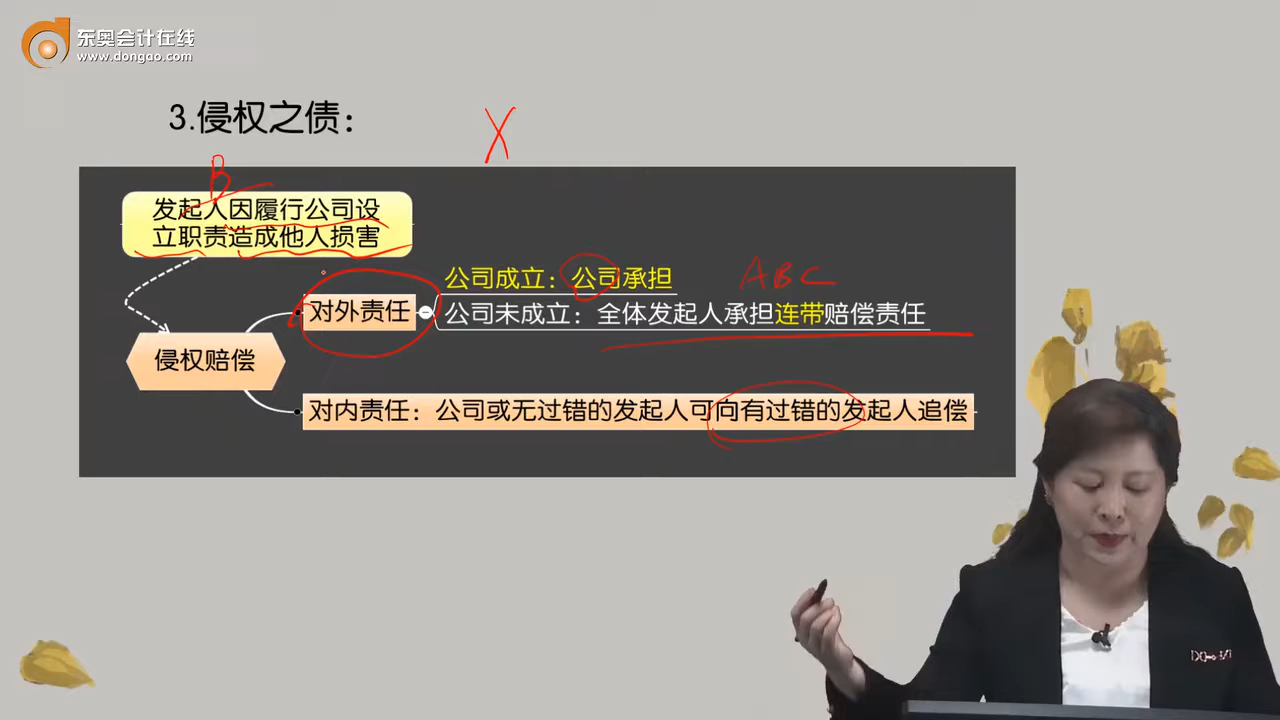 东奥会计在线
www.dongao.com
3.侵权之债：
X
B
发起人因履行公司设
立职责造成他人损害
公司成立：公司承担
ABC
对外责任
公司未成立：全体发起人承担连带赔偿责任
侵权赔偿
对内责任：公司或无过错的发起人可向有过错的发起人追偿